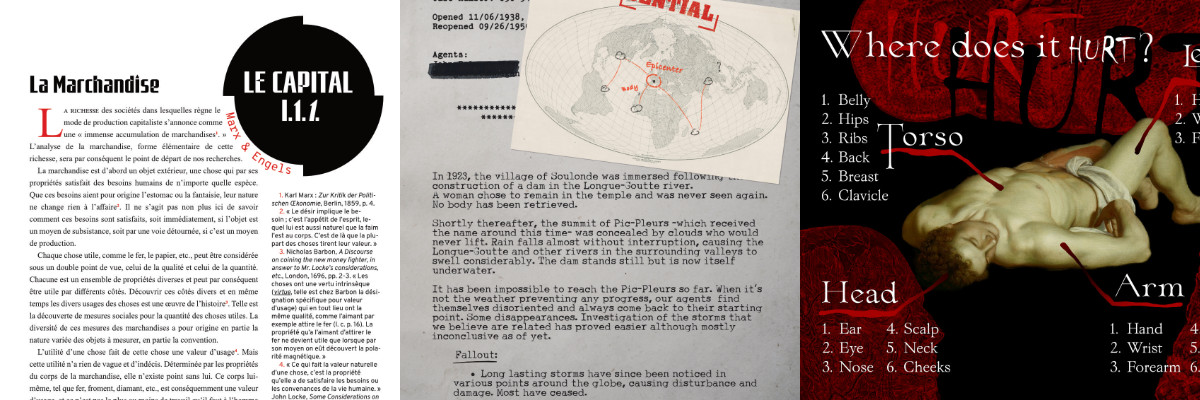 La Marchandise
LE CAPITAL
I.1.1.
Marx & Engels
LA RICHESSE des sociétés dans lesquelles règne le
mode de production capitaliste s'annonce comme
une « immense accumulation de marchandises¹. »
L'analyse de la marchandise, forme élémentaire de cette
richesse, sera par conséquent le point de départ de nos recherches.
La marchandise est d'abord un objet extérieur, une chose qui par ses
propriétés satisfait des besoins humains de n'importe quelle espèce.
Que ces besoins aient pour origine l'estomac ou la fantaisie, leur nature
ne change rien à l'affaire². Il ne s'agit pas non plus ici de savoir
comment ces besoins sont satisfaits, soit immédiatement, si l'objet est
un moyen de subsistance, soit par une voie détournée, si c'est un moyen
de production.
Chaque chose utile, comme le fer, le papier, etc., peut être considérée
sous un double point de vue, celui de la qualité et celui de la quantité.
Chacune est un ensemble de propriétés diverses et peut par conséquent
être utile par différents côtés. Découvrir ces côtés divers et en même
temps les divers usages des choses est une œuvre de l'histoire³. Telle est
la découverte de mesures sociales pour la quantité des choses utiles. La
diversité de ces mesures des marchandises a pour origine en partie la
nature variée des objets à mesurer, en partie la convention.
L'utilité d'une chose fait de cette chose une valeur d'usage⁴. Mais
cette utilité n'a rien de vague et d'indécis. Déterminée par les propriétés
du corps de la marchandise, elle n'existe point sans lui. Ce corps lui-
même, tel que fer, froment, diamant, etc., est conséquemment une valeur
1. Karl Marx : Zur Kritik der Politi-
schen Œkonomie, Berlin, 1859, p. 4.
2. « Le désir implique le be-
soin ; c'est l'appétit de l'esprit, le-
quel lui est aussi naturel que la faim
l'est au corps. C'est de là que la plu-
part des choses tirent leur valeur. »
3. Nicholas Barbon, A Discourse
on coining the new money lighter, in
answer to Mr. Locke's considerations,
etc., London, 1696, pp. 2-3. « Les
choses ont une vertu intrinsèque
(virtue, telle est chez Barbon la dési-
gnation spécifique pour valeur
d'usage) qui en tout lieu ont la
même qualité, comme l'aimant par
exemple attire le fer (l. c., p. 16). La
propriété qu'a l'aimant d'attirer le
fer ne devint utile que lorsque par
son moyen on eût découvert la pola-
rité magnétique. »
4. « Ce qui fait la valeur naturelle
d'une chose, c'est la propriété
qu'elle a de satisfaire les besoins ou
les convenances de la vie humaine. »
John Locke, Some Considerations on
Opened 11/06/1938,
Reopened 09/26/195
Agents:
ENTIAL
Epicenter
Body
?
In 1923, the village of Soulonde was immersed following the
construction of a dam in the Longue-Goutte river.
A woman chose to remain in the temple and was never seen again.
No body has been retrieved.
Shortly thereafter, the summit of Pic-Pleurs -which received
the name around this time- was concealed by clouds who would
never lift. Rain falls almost without interruption, causing the
Longue-Goutte and other rivers in the surrounding valleys to
swell considerably. The dam stands still but is now itself
underwater.
It has been impossible to reach the Pic-Pleurs so far. When it's
not the weather preventing any progress, our agents find
themselves disoriented and always come back to their starting
point. Some disappearances. Investigation of the storms that
we believe are related has proved easier although mostly
inconclusive as of yet.
Fallout:
• Long lasting storms have since been noticed in
various points around the globe, causing disturbance and
damage. Most have ceased.
Where does it HURT?
HURT
1. Belly
2. Hips
3. Ribs
4. Back
5. Breast
6. Clavicle
Torso
Le
1. H
2. W
3. F
Head
1. Ear
2. Eye
3. Nose
4. Scalp
5. Neck
6. Cheeks
Arm
1. Hand
2. Wrist
3. Forearm
4.
5.
6.